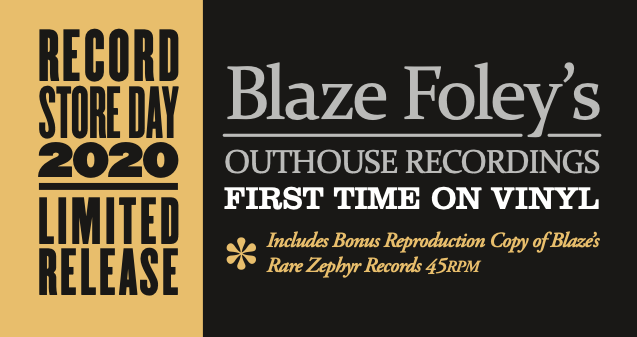 RECORD
STORE DAY
2020
LIMITED
RELEASE
Blaze Foley's
OUTHOUSE RECORDINGS
FIRST TIME ON VINYL
* Includes Bonus Reproduction Copy of Blaze's
Rare Zephyr Records 45RPM